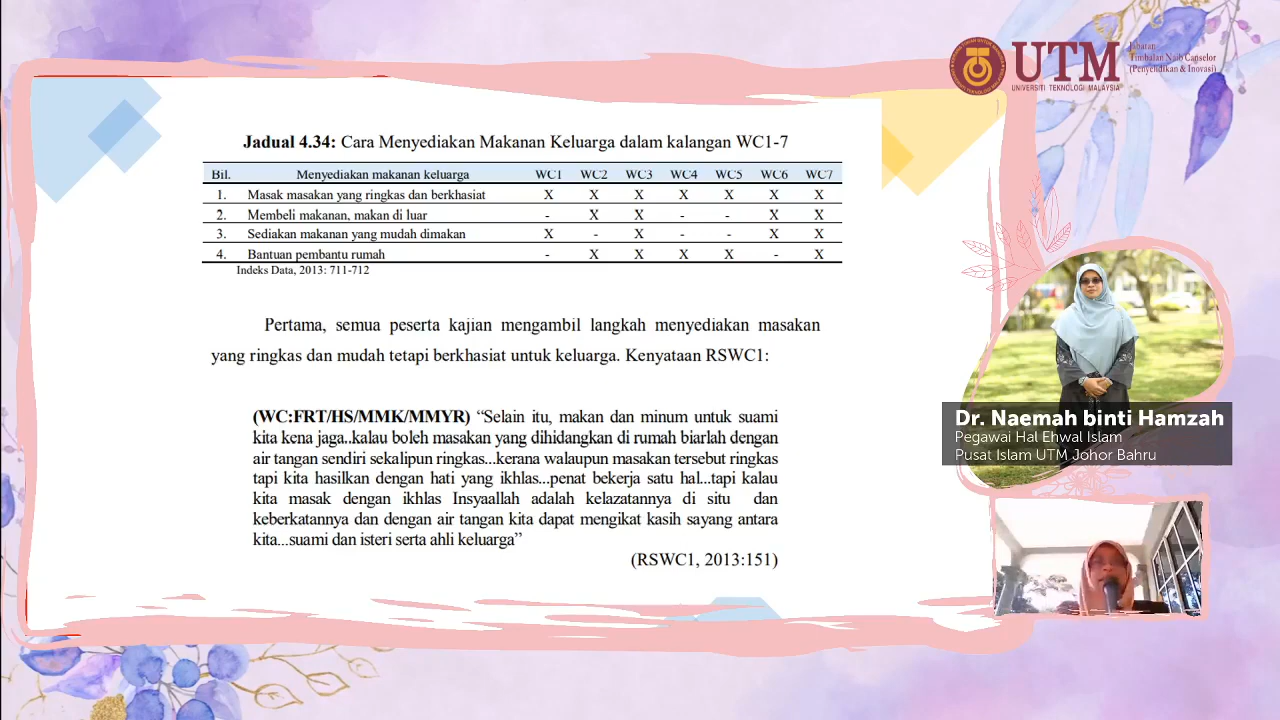 UTM
UNIVERSITI TEKNOLOGI MALAYSIA
Jabatan
Timbalan Naib Canselor
(Penyelidikan & Inovasi)
Jadual 4.34: Cara Menyediakan Makanan Keluarga dalam kalangan WC1-7
Bil. Menyediakan makanan keluarga WC1 WC2 WC3 WC4 WC5 WC6 WC7
1. Masak masakan yang ringkas dan berkhasiat X X X X X X X
2. Membeli makanan, makan di luar - X X - - X X
3. Sediakan makanan yang mudah dimakan X - X - - X X
4. Bantuan pembantu rumah - X X X X - X
Indeks Data, 2013: 711-712
Pertama, semua peserta kajian mengambil langkah menyediakan masakan
yang ringkas dan mudah tetapi berkhasiat untuk keluarga. Kenyataan RSWC1:
(WC:FRT/HS/MMK/MMYR) “Selain itu, makan dan minum untuk suami
kita kena jaga..kalau boleh masakan yang dihidangkan di rumah biarlah dengan
air tangan sendiri sekalipun ringkas...kerana walaupun masakan tersebut ringkas
tapi kita hasilkan dengan hati yang ikhlas...penat bekerja satu hal...tapi kalau
kita masak dengan ikhlas Insyaallah adalah kelazatannya di situ dan
keberkatannya dan dengan air tangan kita dapat mengikat kasih sayang antara
kita...suami dan isteri serta ahli keluarga”
(RSWC1, 2013:151)
Dr. Naemah binti Hamzah
Pegawai Hal Ehwal Islam
Pusat Islam UTM Johor Bahru